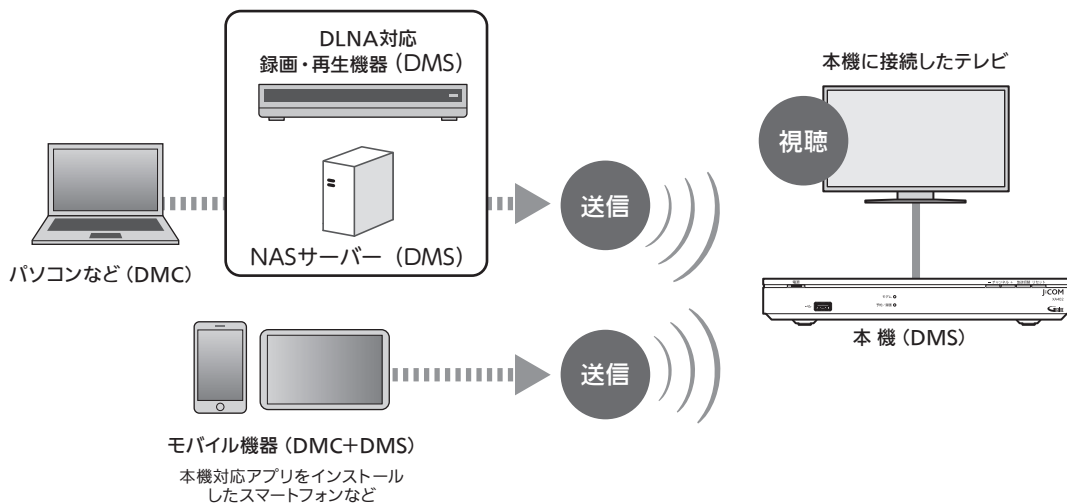 DLNA対応
録画・再生機器（DMS）
NASサーバー（DMS）
パソコンなど（DMC）
送信
本機に接続したテレビ
視聴
J:COM
XA402
本 機（DMS）
送信
モバイル機器（DMC+DMS）
本機対応アプリをインストール
したスマートフォンなど